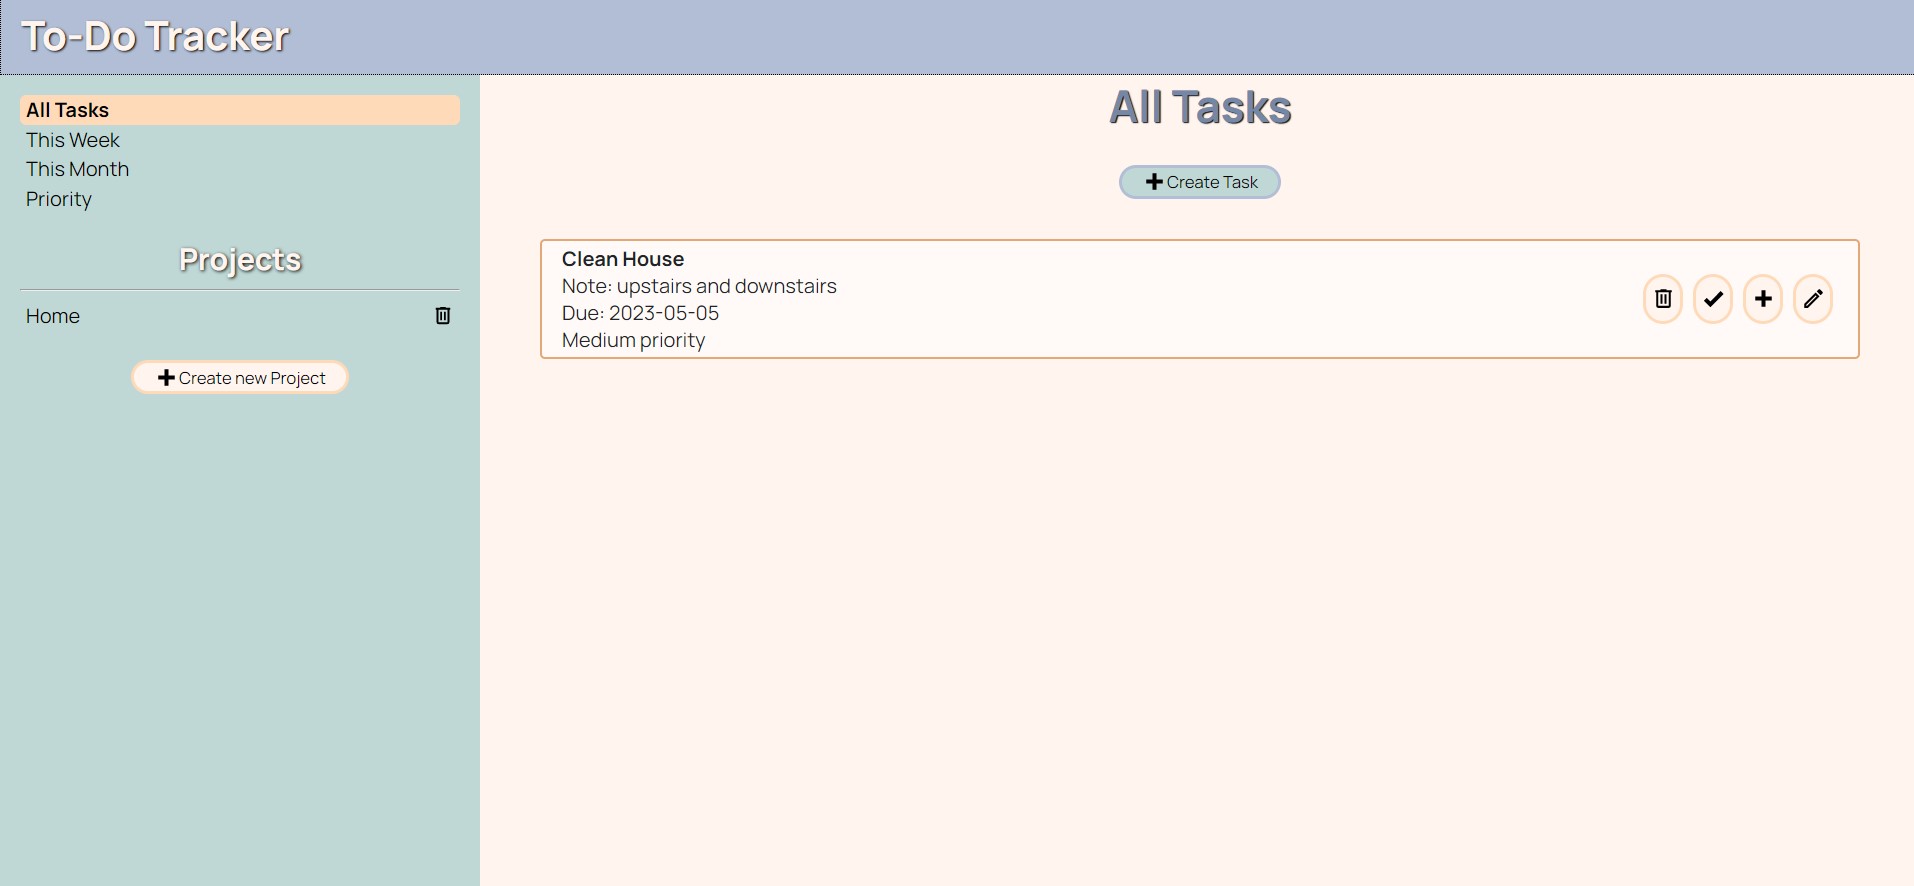 To-Do Tracker
All Tasks
This Week
This Month
Priority
Projects
Home
Create new Project
All Tasks
Create Task
Clean House
Note: upstairs and downstairs
Due: 2023-05-05
Medium priority